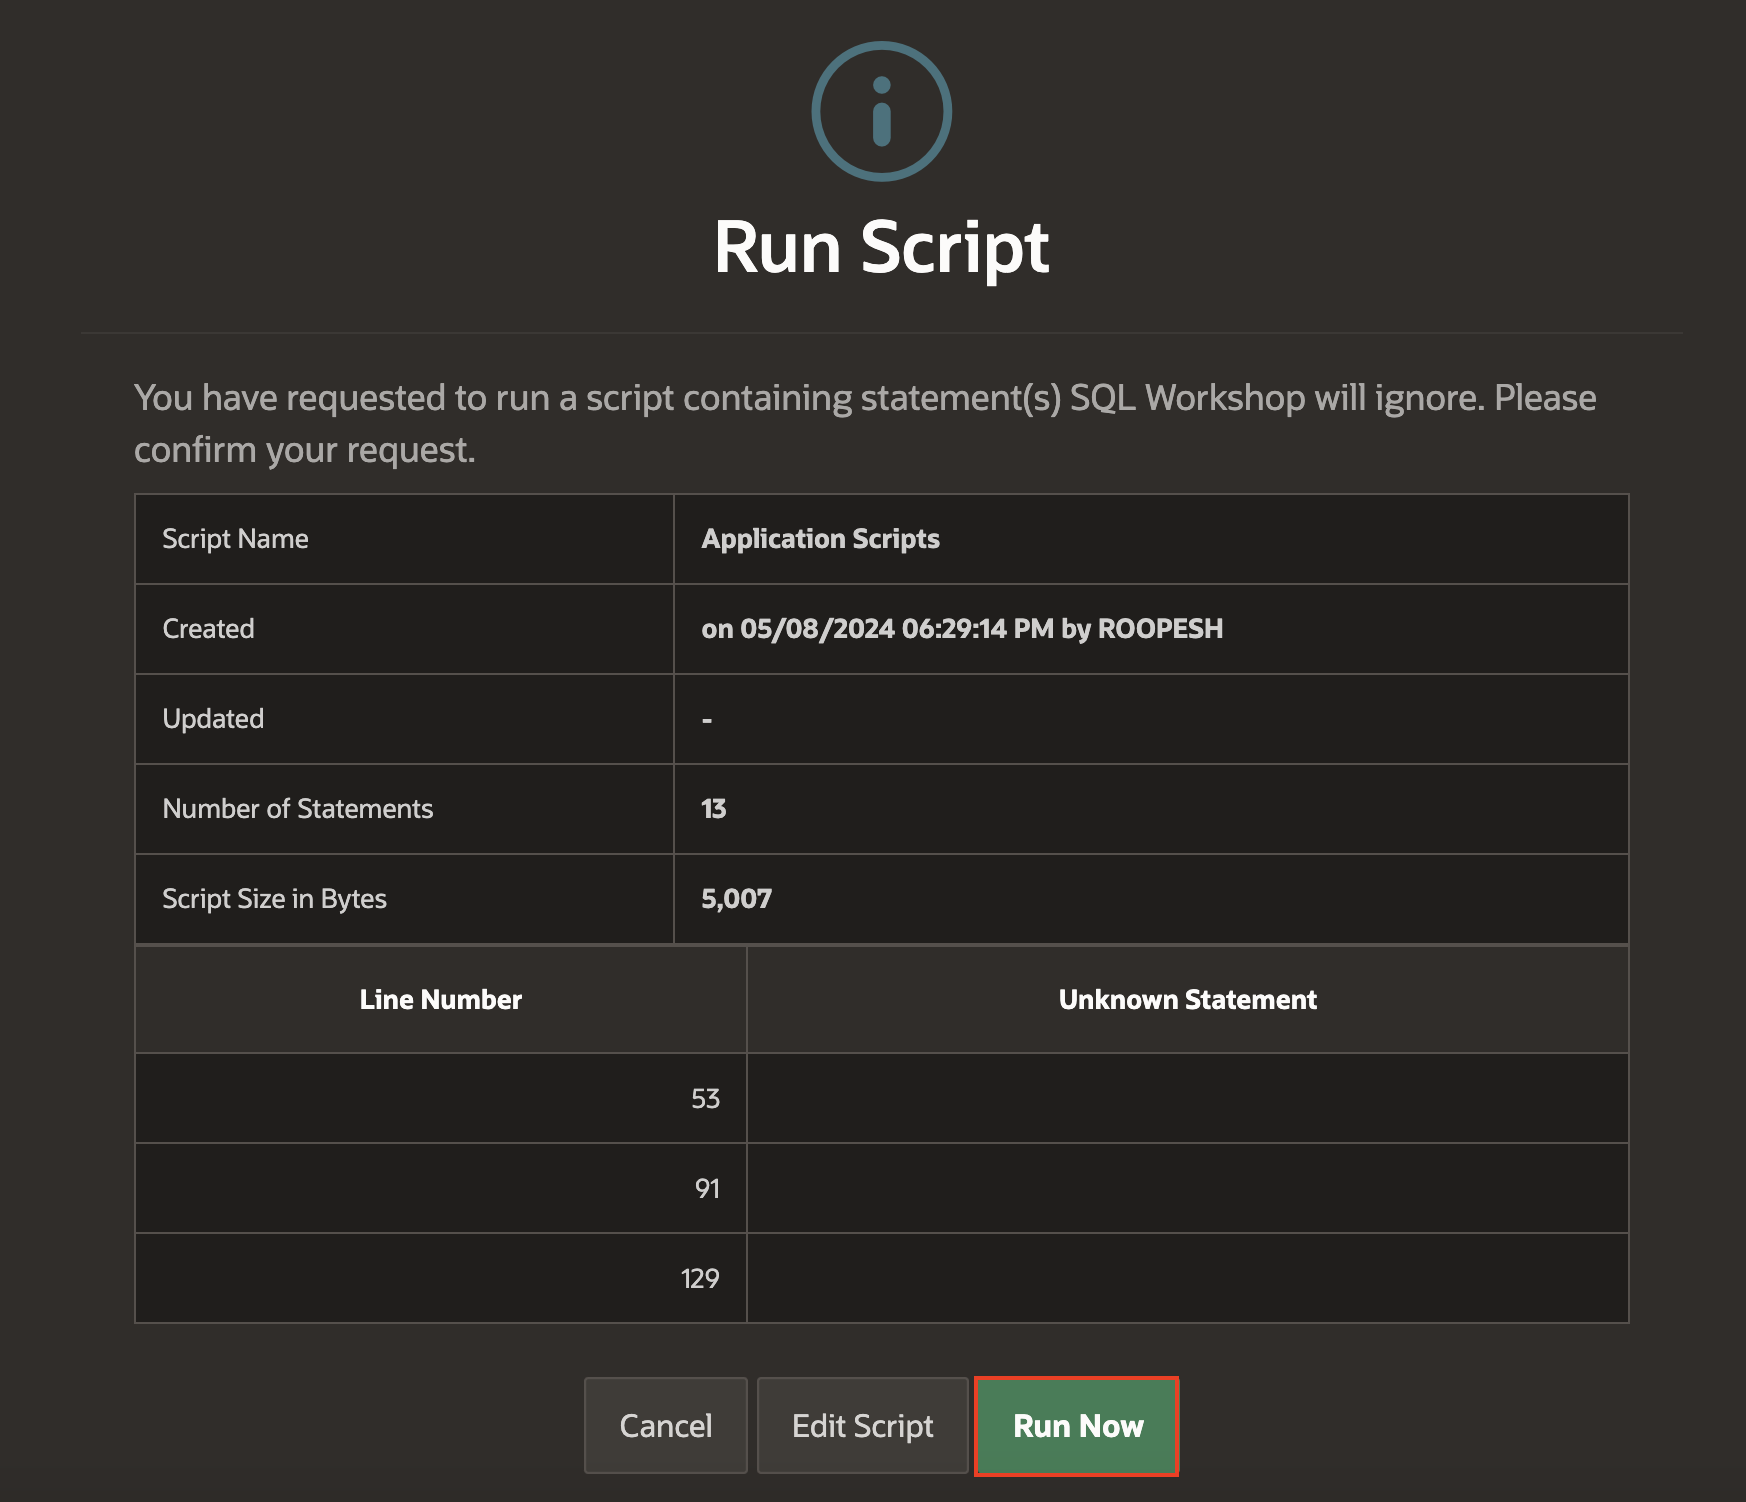 Run Script
You have requested to run a script containing statement(s) SQL Workshop will ignore. Please
confirm your request.
Script Name Application Scripts
Created on 05/08/2024 06:29:14 PM by ROOPESH
Updated -
Number of Statements 13
Script Size in Bytes 5,007
Line Number Unknown Statement
53
91
129
Cancel Edit Script Run Now